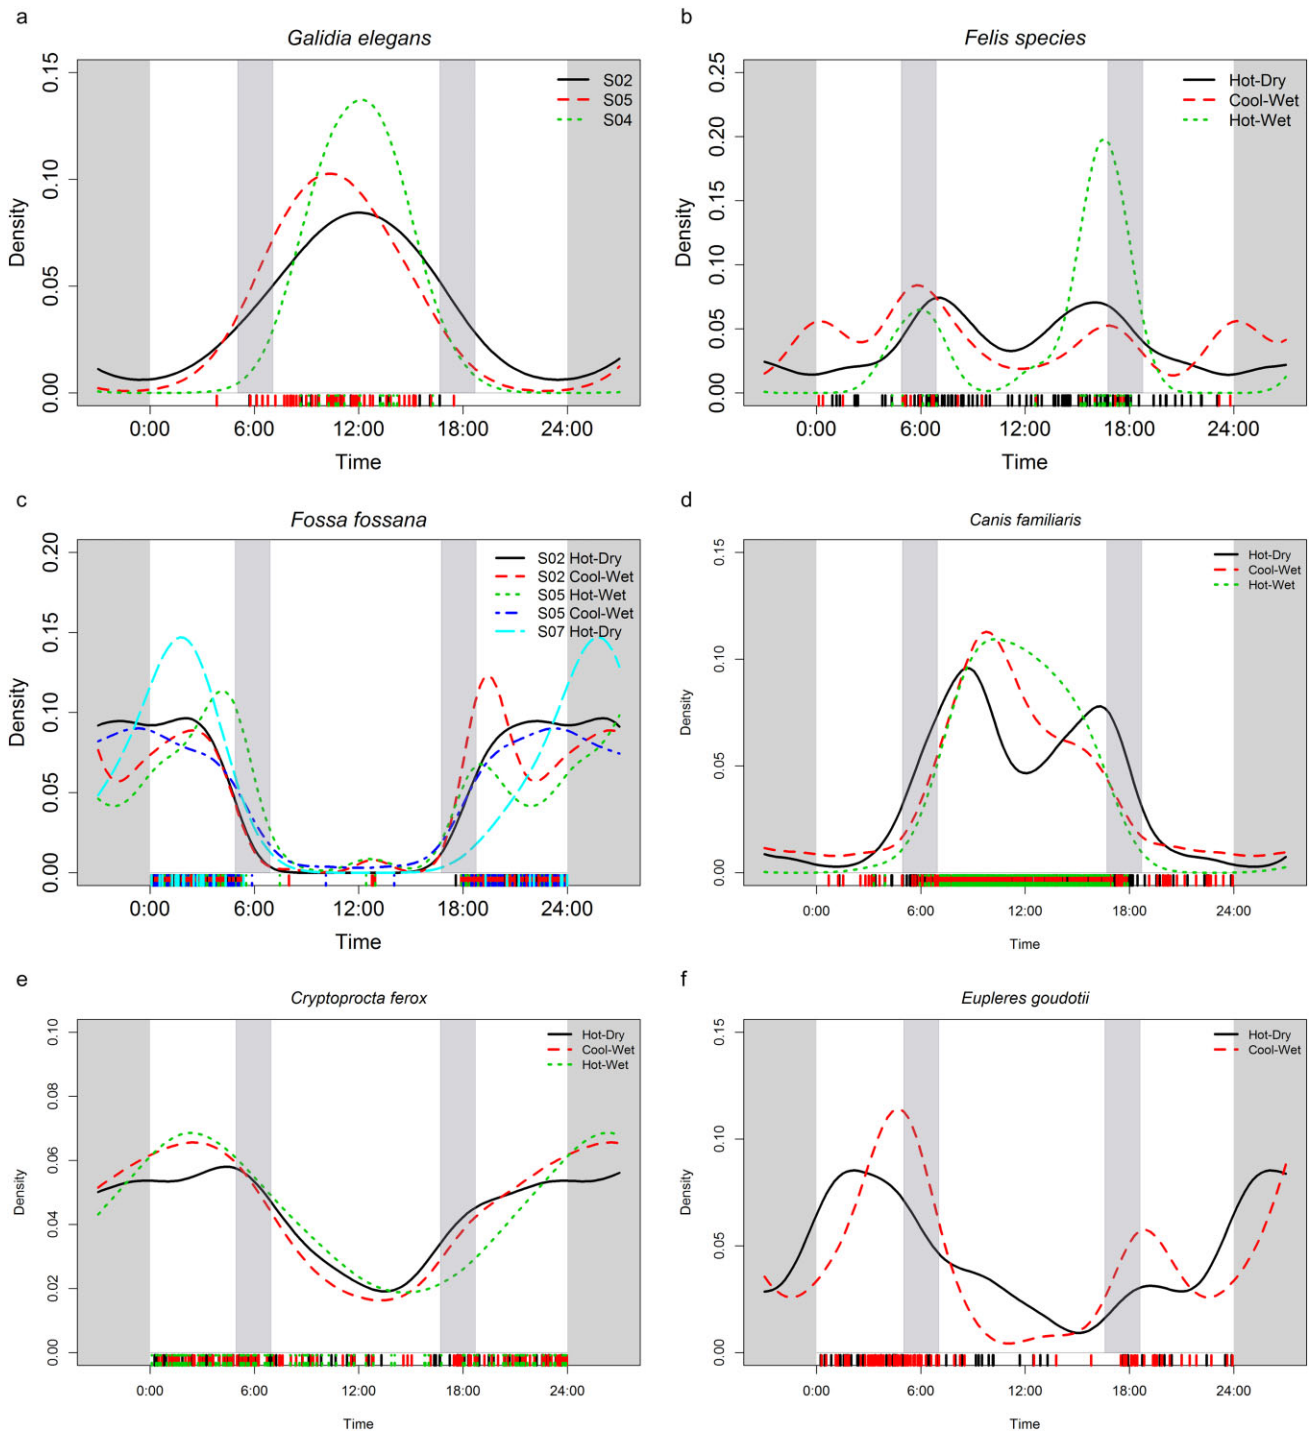 a
Galidia elegans
0.15
0.10
0.05
0.00
Density
S02
S05
S04
0:00 6:00 12:00 18:00 24:00
Time
b
Felis species
0.25
0.20
0.15
0.10
0.05
0.00
Density
Hot-Dry
Cool-Wet
Hot-Wet
0:00 6:00 12:00 18:00 24:00
Time
c
Fossa fossana
0.20
0.15
0.10
0.05
0.00
Density
S02 Hot-Dry
S02 Cool-Wet
S05 Hot-Wet
S05 Cool-Wet
S07 Hot-Dry
0:00 6:00 12:00 18:00 24:00
Time
d
Canis familiaris
0.15
0.10
0.05
0.00
Density
Hot-Dry
Cool-Wet
Hot-Wet
0:00 6:00 12:00 18:00 24:00
Time
e
Cryptoprocta ferox
0.10
0.08
0.06
0.04
0.02
0.00
Density
Hot-Dry
Cool-Wet
Hot-Wet
0:00 6:00 12:00 18:00 24:00
Time
f
Eupleres goudotii
0.15
0.10
0.05
0.00
Density
Hot-Dry
Cool-Wet
0:00 6:00 12:00 18:00 24:00
Time